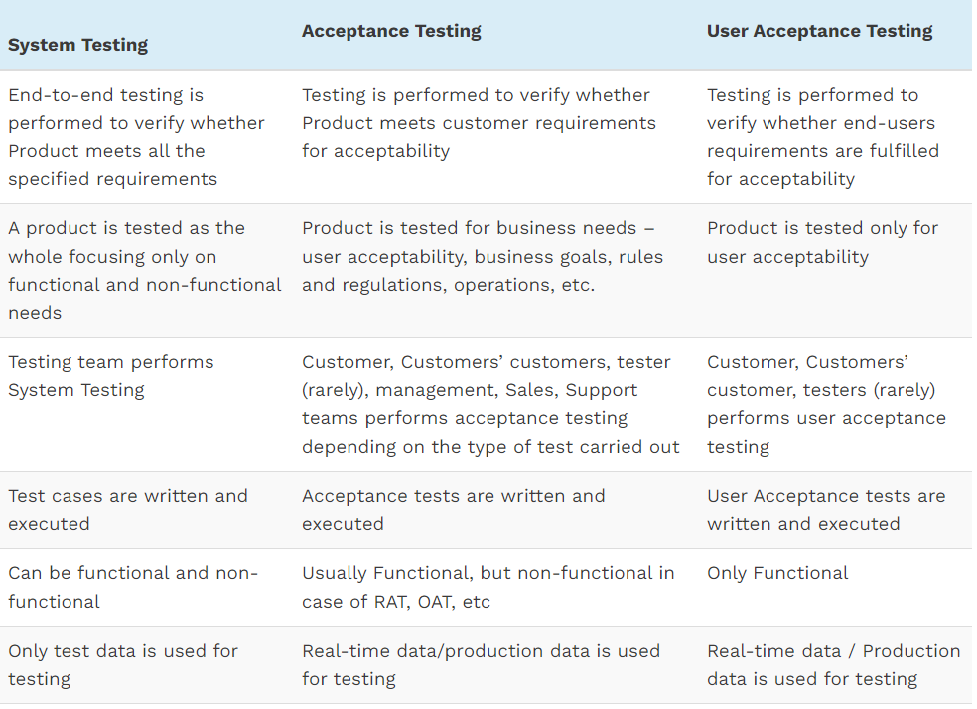 System Testing
Acceptance Testing
User Acceptance Testing
End-to-end testing is
performed to verify whether
Product meets all the
specified requirements
Testing is performed to verify whether
Product meets customer requirements
for acceptability
Testing is performed to
verify whether end-users
requirements are fulfilled
for acceptability
A product is tested as the
whole focusing only on
functional and non-functional
needs
Product is tested for business needs –
user acceptability, business goals, rules
and regulations, operations, etc.
Product is tested only for
user acceptability
Testing team performs
System Testing
Customer, Customers’ customers, tester
(rarely), management, Sales, Support
teams performs acceptance testing
depending on the type of test carried out
Customer, Customers’
customer, testers (rarely)
performs user acceptance
testing
Test cases are written and
executed
Acceptance tests are written and
executed
User Acceptance tests are
written and executed
Can be functional and non-
functional
Usually Functional, but non-functional in
case of RAT, OAT, etc
Only Functional
Only test data is used for
testing
Real-time data/production data is used
for testing
Real-time data / Production
data is used for testing